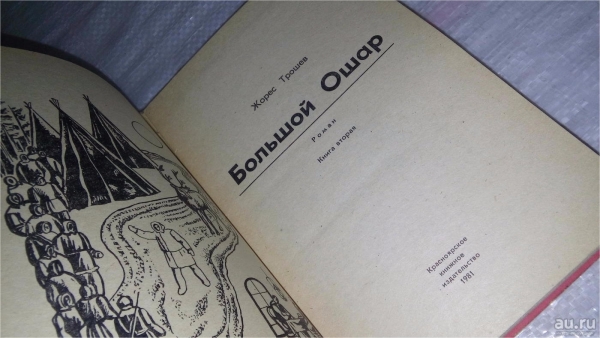 Жорес Трошев
Большой Ошар
Роман
Книга вторая
Красноярское
книжное
издательство
1981
au.ru